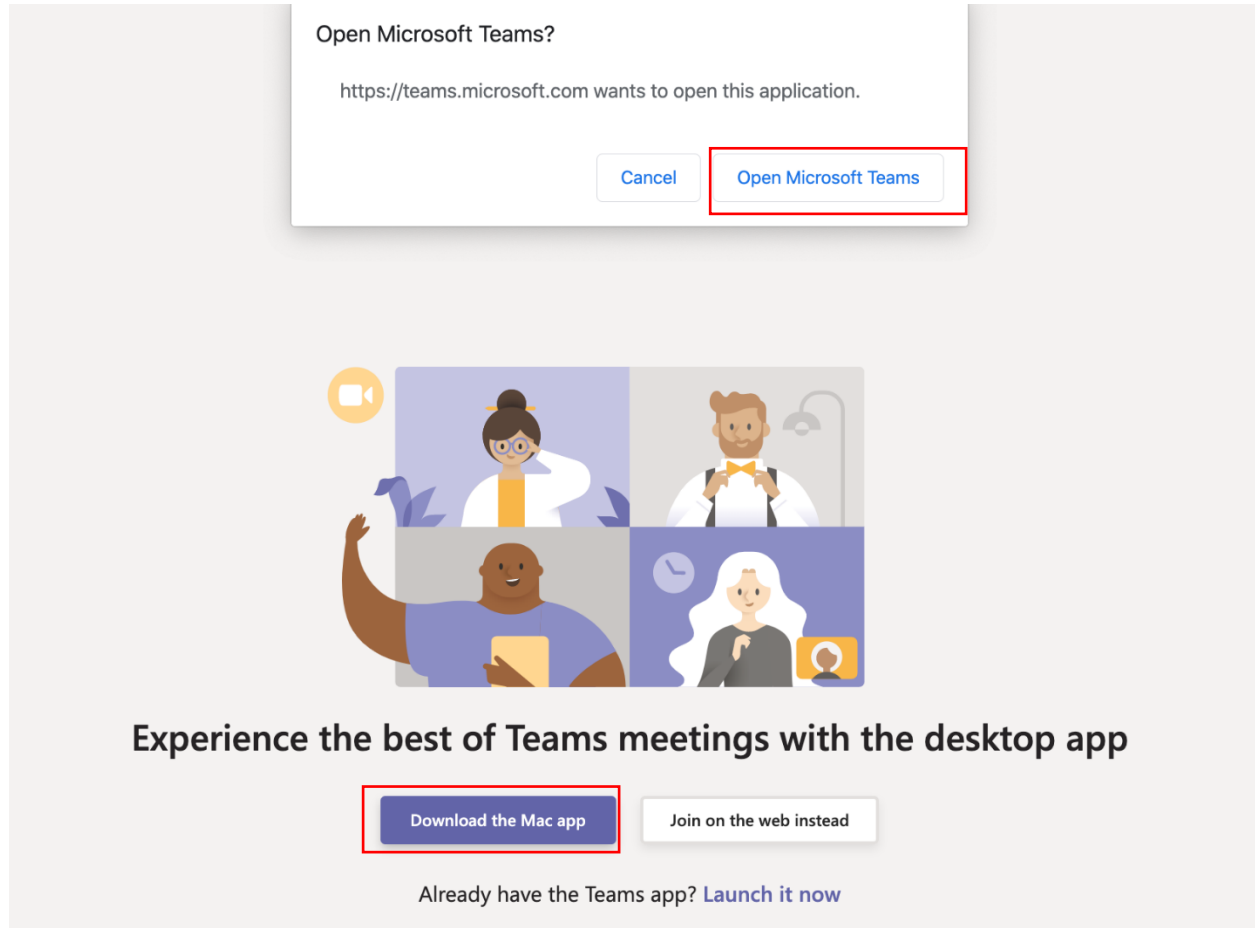 Open Microsoft Teams?
https://teams.microsoft.com wants to open this application.
Cancel
Open Microsoft Teams
Experience the best of Teams meetings with the desktop app
Download the Mac app
Join on the web instead
Already have the Teams app? Launch it now